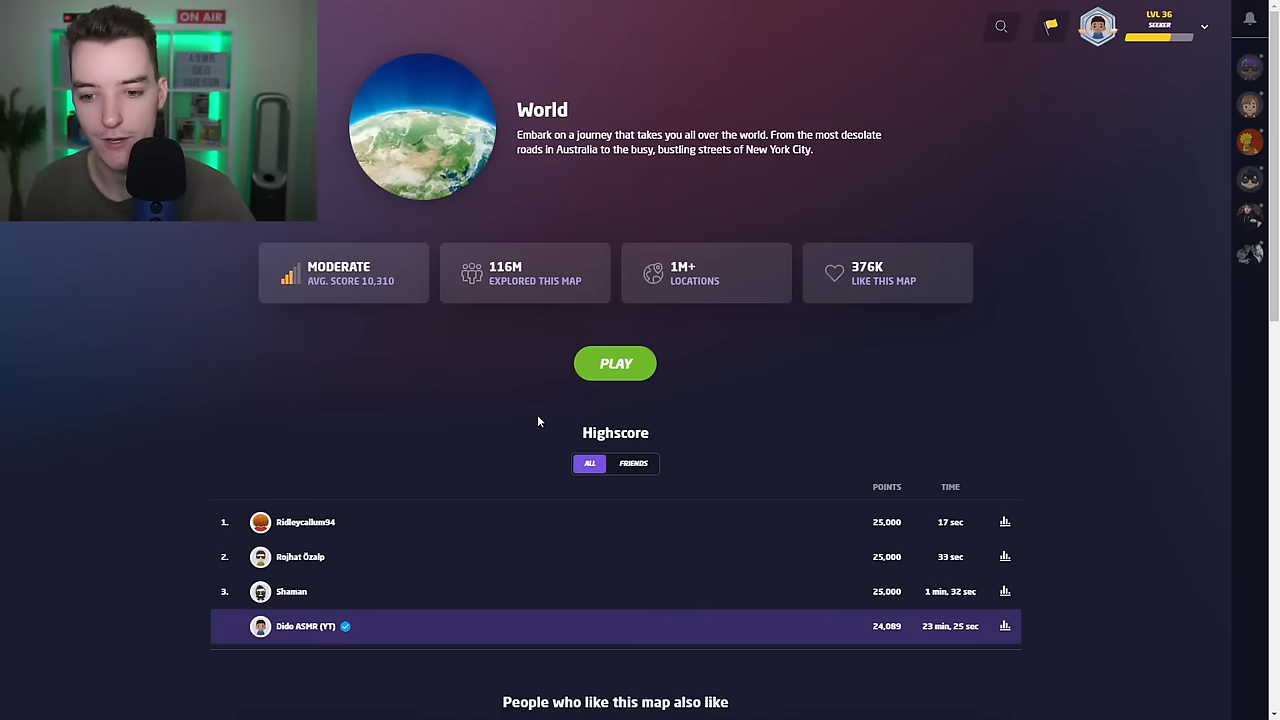 ON AIR
ASMR
GEO
GUESSR
LVL 36
SEEKER
World
Embark on a journey that takes you all over the world. From the most desolate
roads in Australia to the busy, bustling streets of New York City.
MODERATE
AVG. SCORE 10,310
116M
EXPLORED THIS MAP
1M+
LOCATIONS
376K
LIKE THIS MAP
PLAY
Highscore
ALL FRIENDS
POINTS TIME
1. Ridleycallum94 25,000 17 sec
2. Rojhat Özalp 25,000 33 sec
3. Shaman 25,000 1 min, 32 sec
Dido ASMR (YT) 24,089 23 min, 25 sec
People who like this map also like